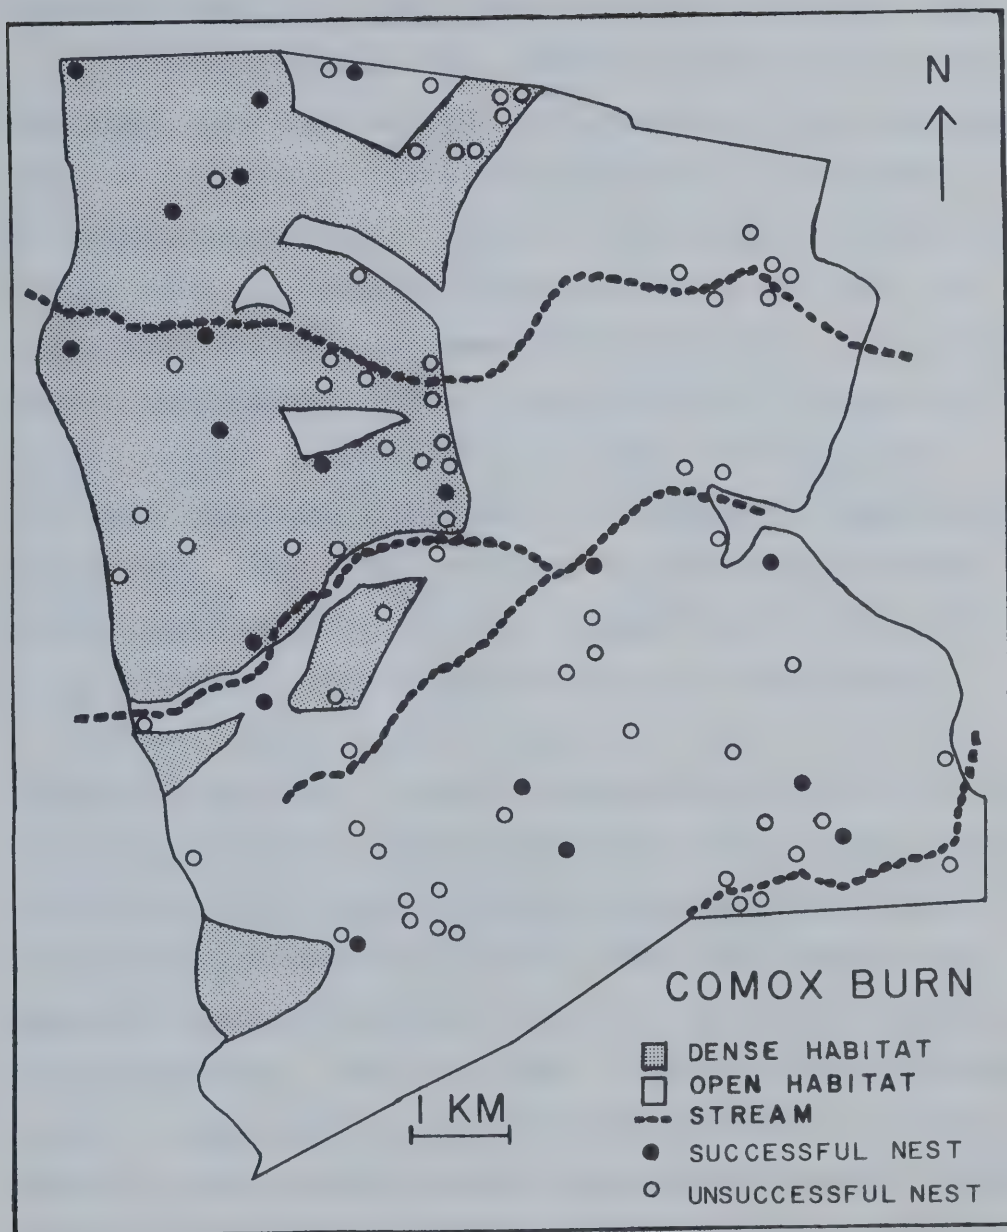 N
COMOX BURN
DENSE HABITAT
OPEN HABITAT
STREAM
1 KM
SUCCESSFUL NEST
UNSUCCESSFUL NEST